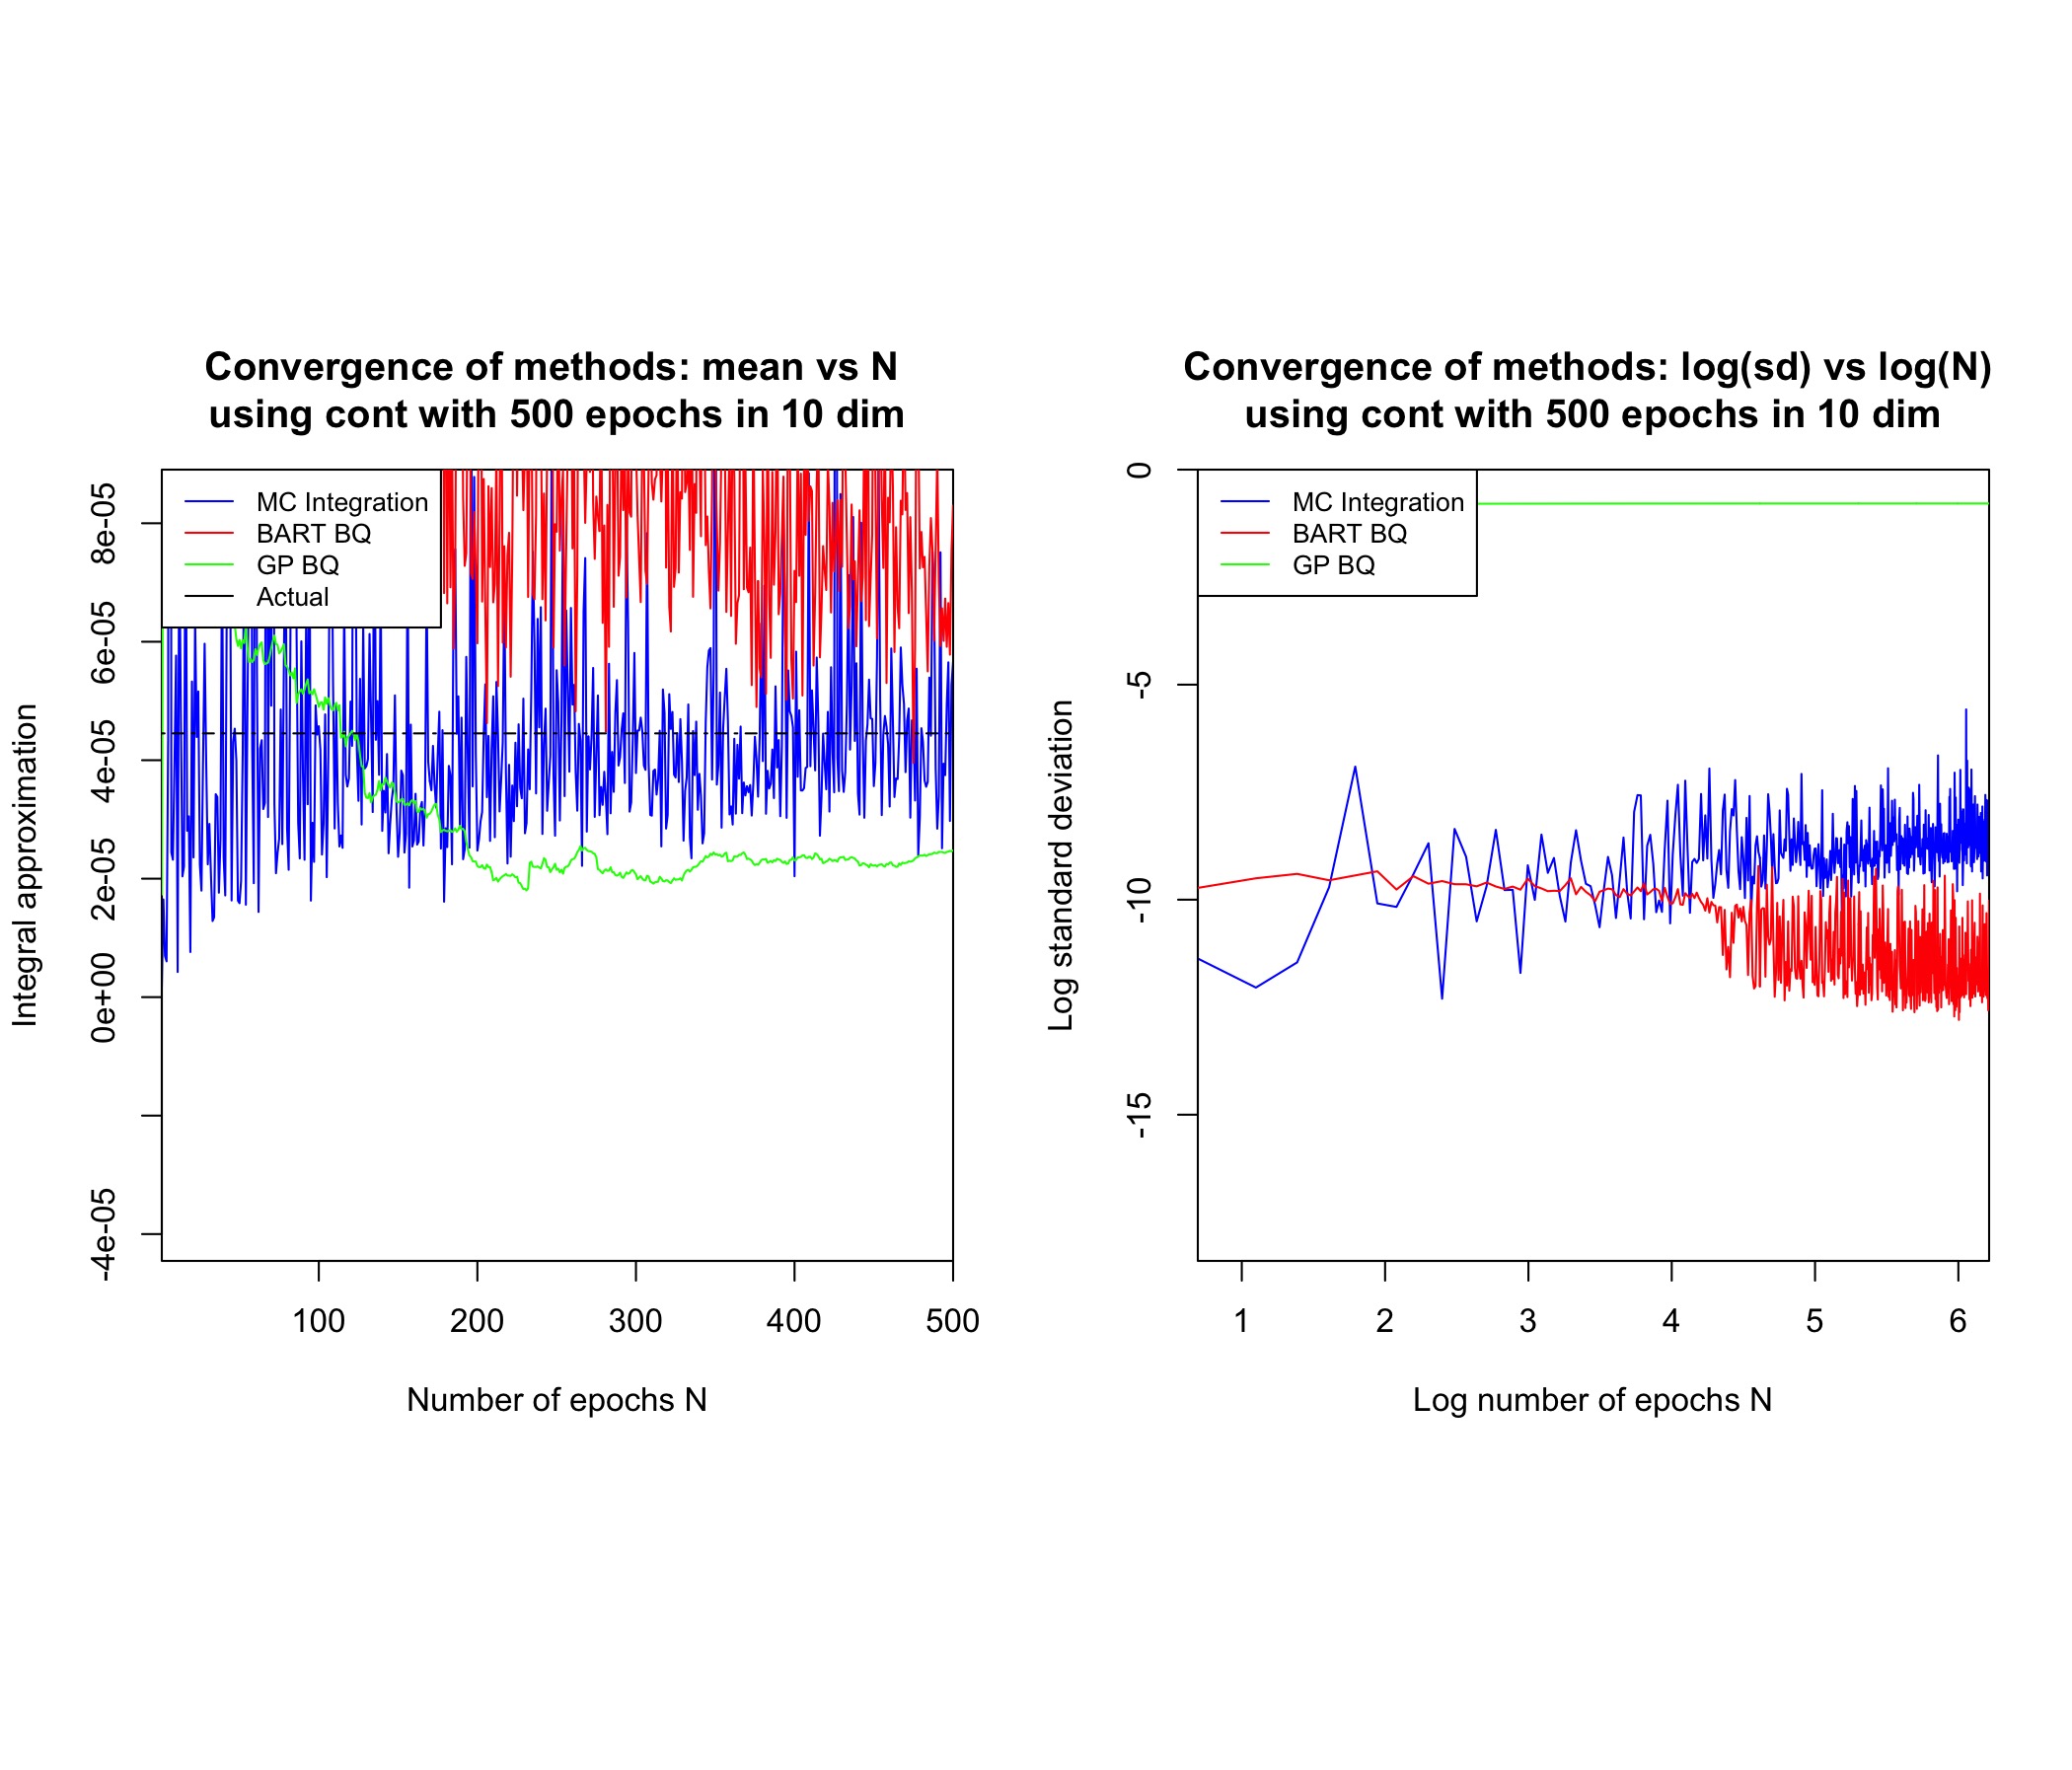 Convergence of methods: mean vs N
using cont with 500 epochs in 10 dim
MC Integration
BART BQ
GP BQ
Actual
Integral approximation
8e-05
6e-05
4e-05
2e-05
0e+00
-4e-05
100 200 300 400 500
Number of epochs N
Convergence of methods: log(sd) vs log(N)
using cont with 500 epochs in 10 dim
MC Integration
BART BQ
GP BQ
Log standard deviation
0
-5
-10
-15
1 2 3 4 5 6
Log number of epochs N